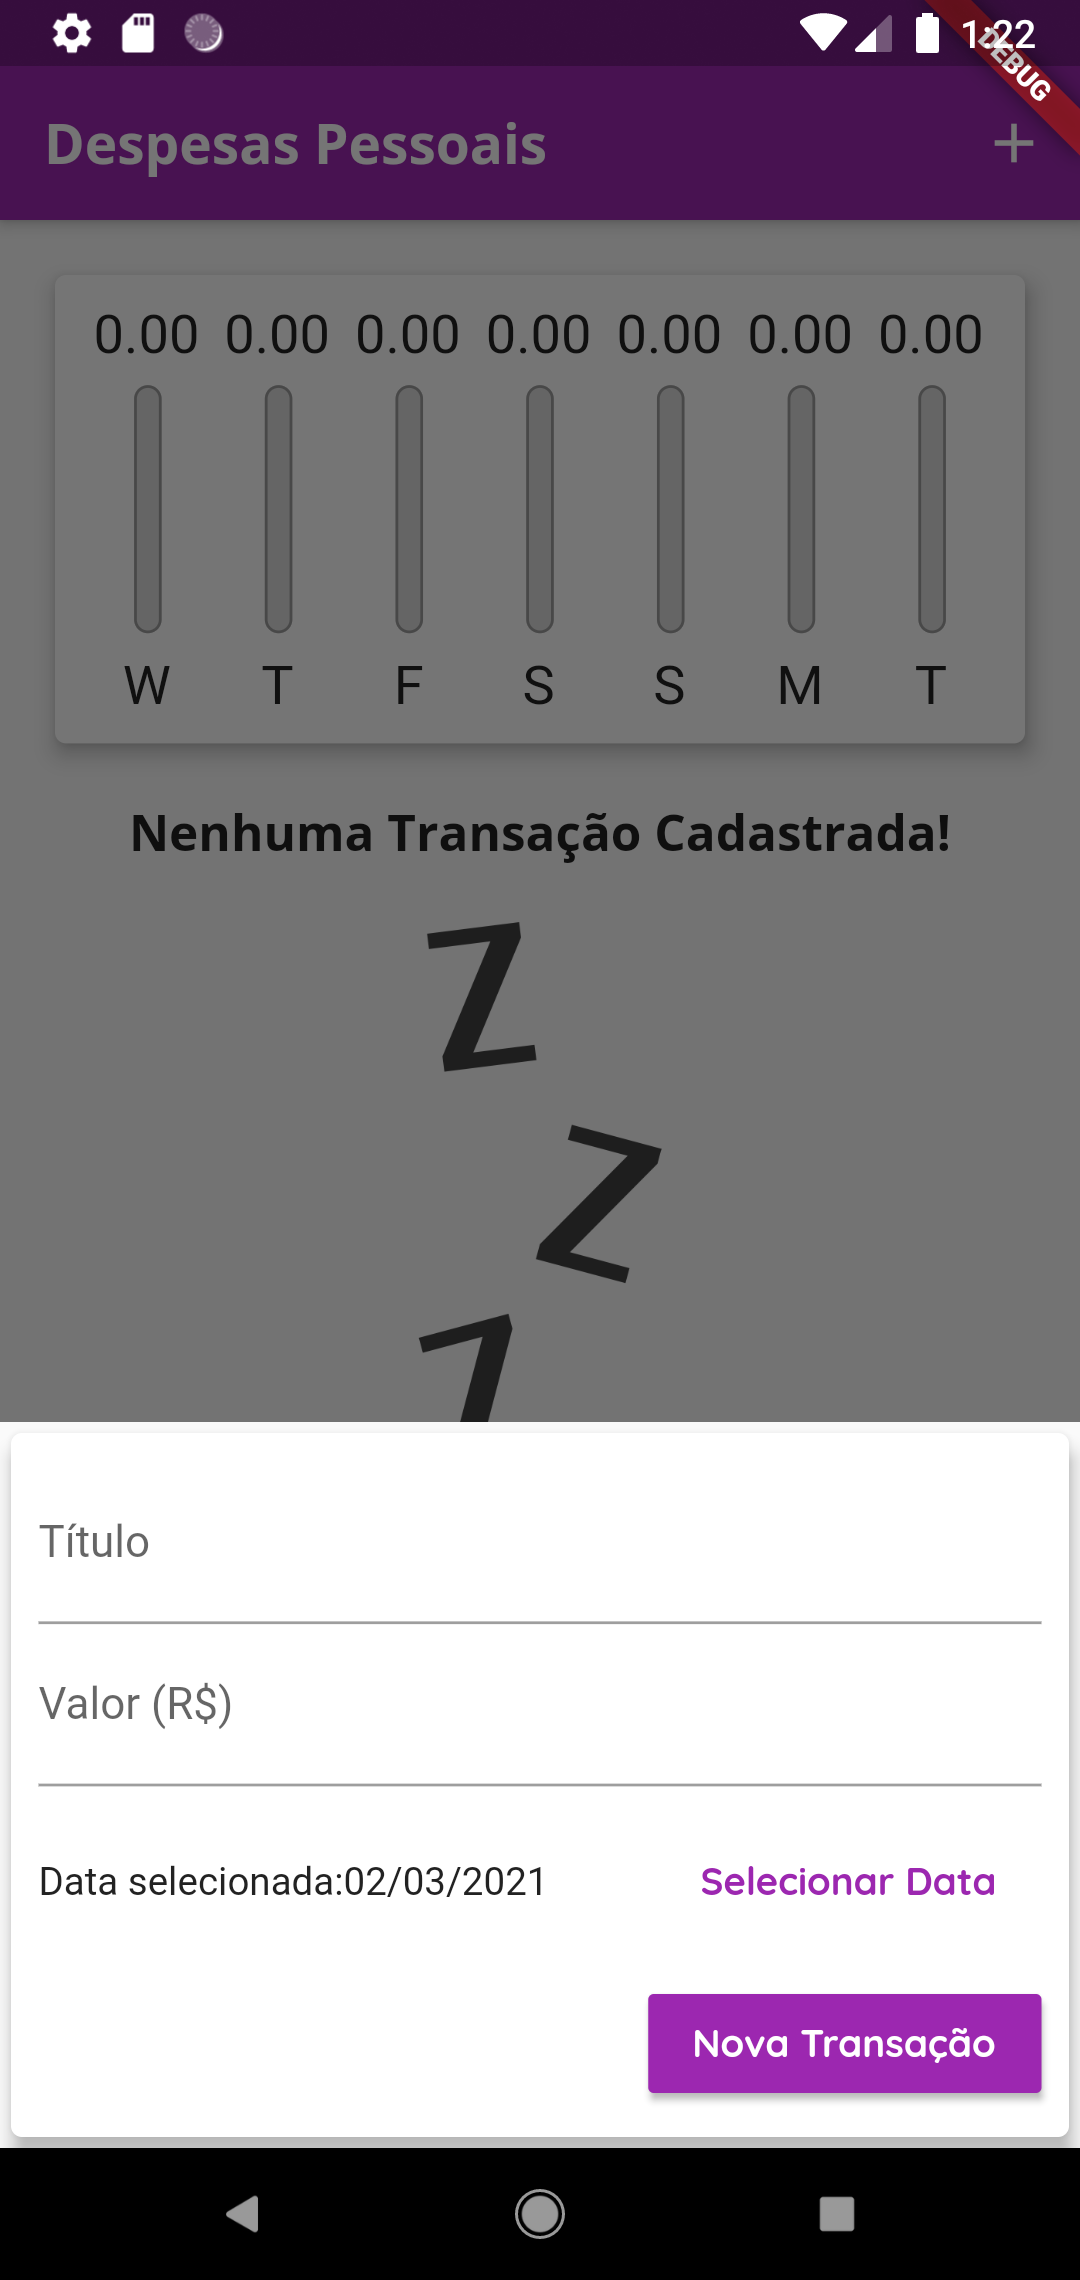 1:22
DEBUG
Despesas Pessoais
0.00 0.00 0.00 0.00 0.00 0.00 0.00
W T F S S M T
Nenhuma Transação Cadastrada!
Z
Z
Z
Título
Valor (R$)
Data selecionada:02/03/2021 Selecionar Data
Nova Transação